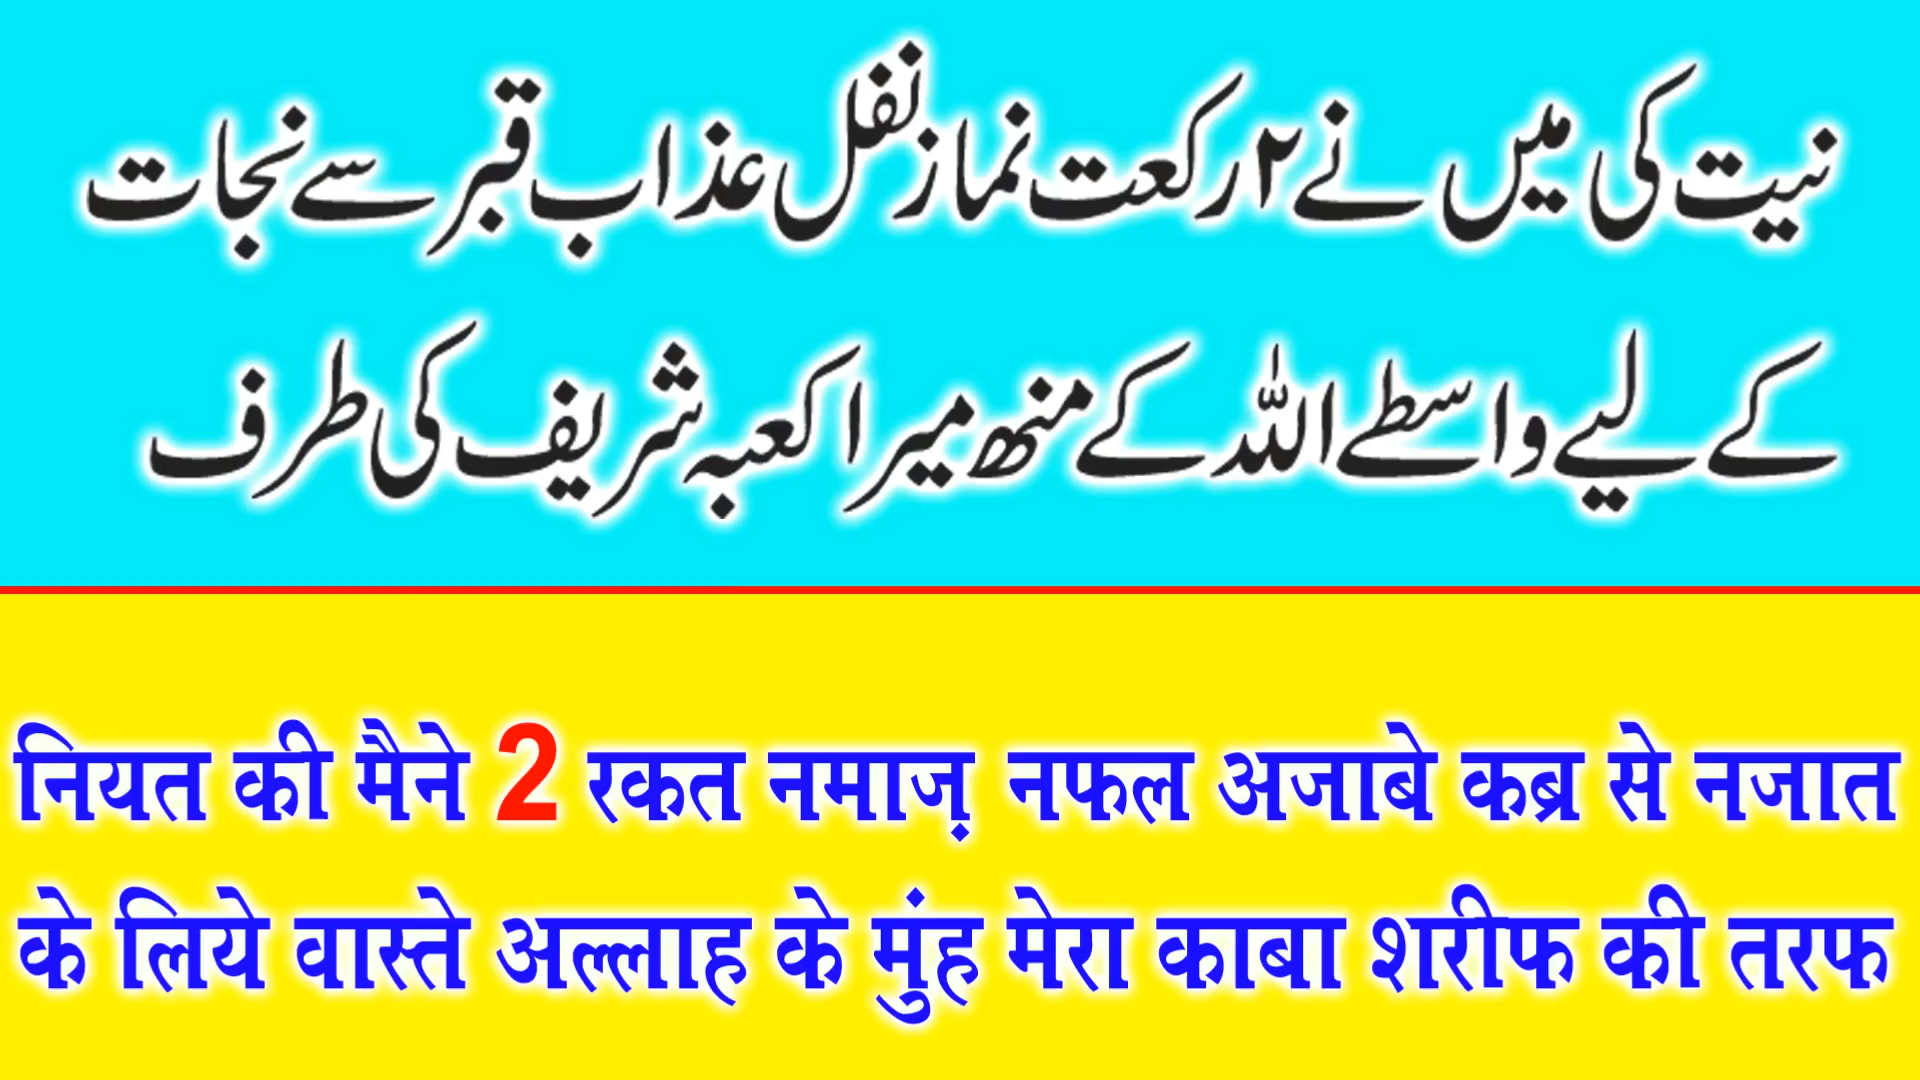 نیت کی میں نے ۲ رکعت نماز نفل عذاب قبر سے نجات
کے لیے واسطے اللہ کے منھ میرا کعبہ شریف کی طرف
नियत की मैने 2 रकत नमाज़ नफल अजाबे कब्र से नजात
के लिये वास्ते अल्लाह के मुंह मेरा काबा शरीफ की तरफ